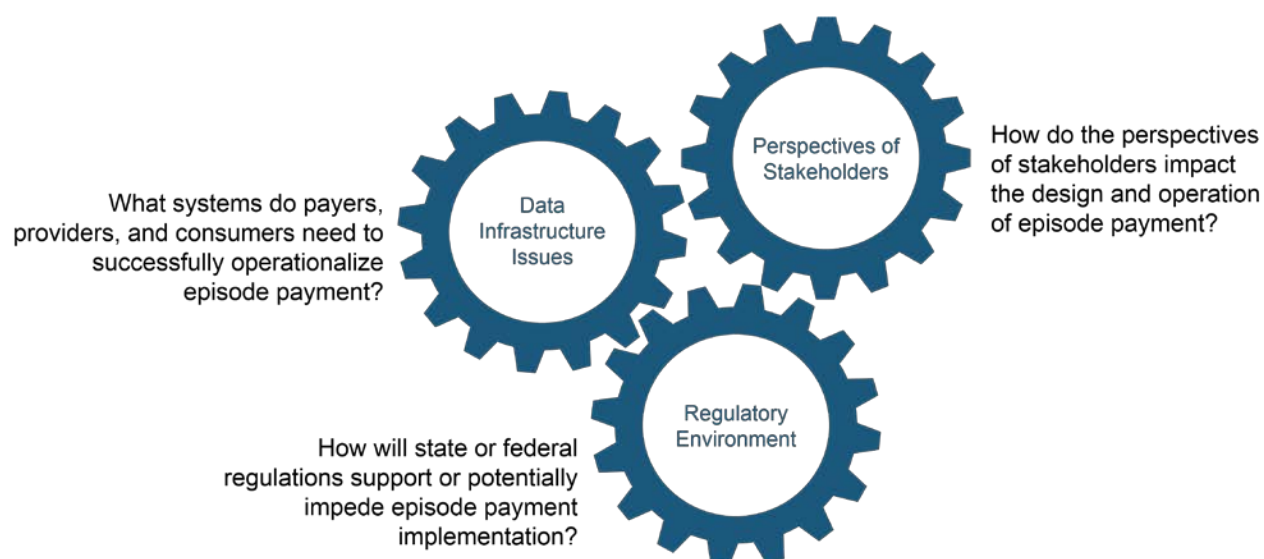 Perspectives of
Stakeholders
How do the perspectives
of stakeholders impact
the design and operation
of episode payment?
What systems do payers,
providers, and consumers need to
successfully operationalize
episode payment?
Data
Infrastructure
Issues
Regulatory
Environment
How will state or federal
regulations support or potentially
impede episode payment
implementation?